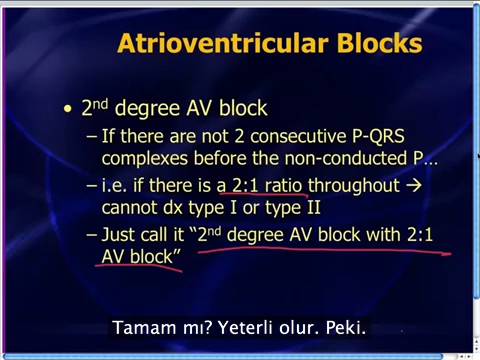 Atrioventricular Blocks
• 2nd degree AV block
– If there are not 2 consecutive P-QRS
complexes before the non-conducted P…
– i.e. if there is a 2:1 ratio throughout →
cannot dx type I or type II
– Just call it “2nd degree AV block with 2:1
AV block”
Tamam mı? Yeterli olur. Peki.